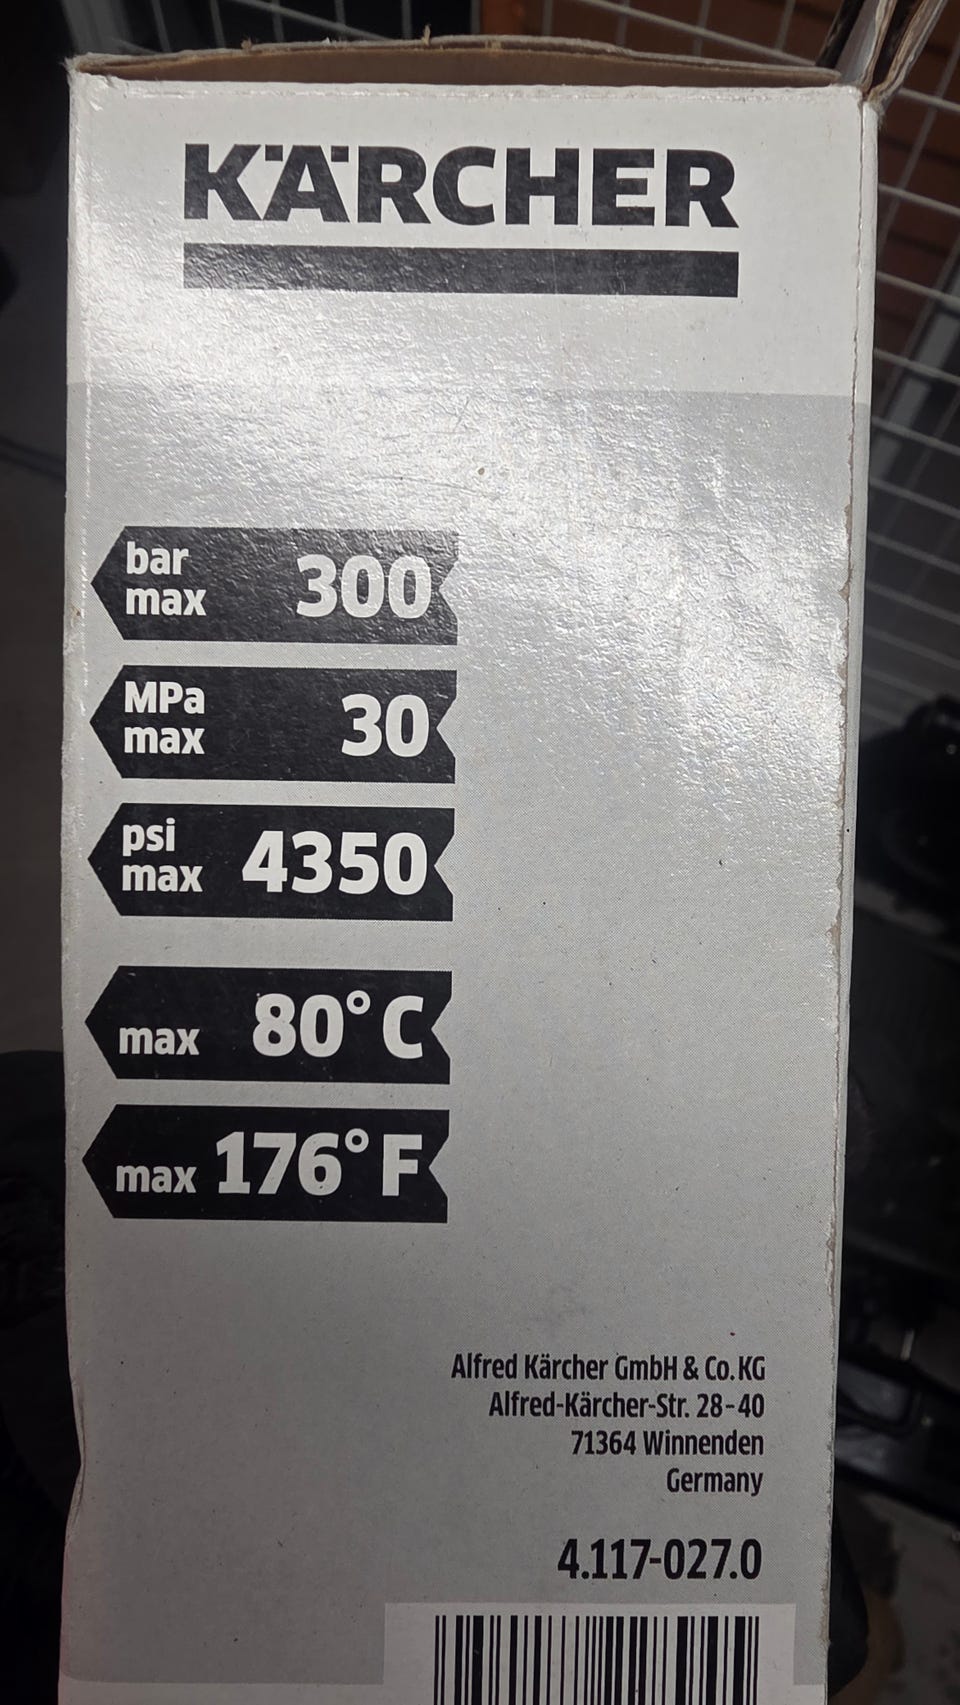 KÄRCHER
bar
max 300
MPa
max 30
psi
max 4350
max 80°C
max 176°F
Alfred Kärcher GmbH & Co. KG
Alfred-Kärcher-Str. 28-40
71364 Winnenden
Germany
4.117-027.0